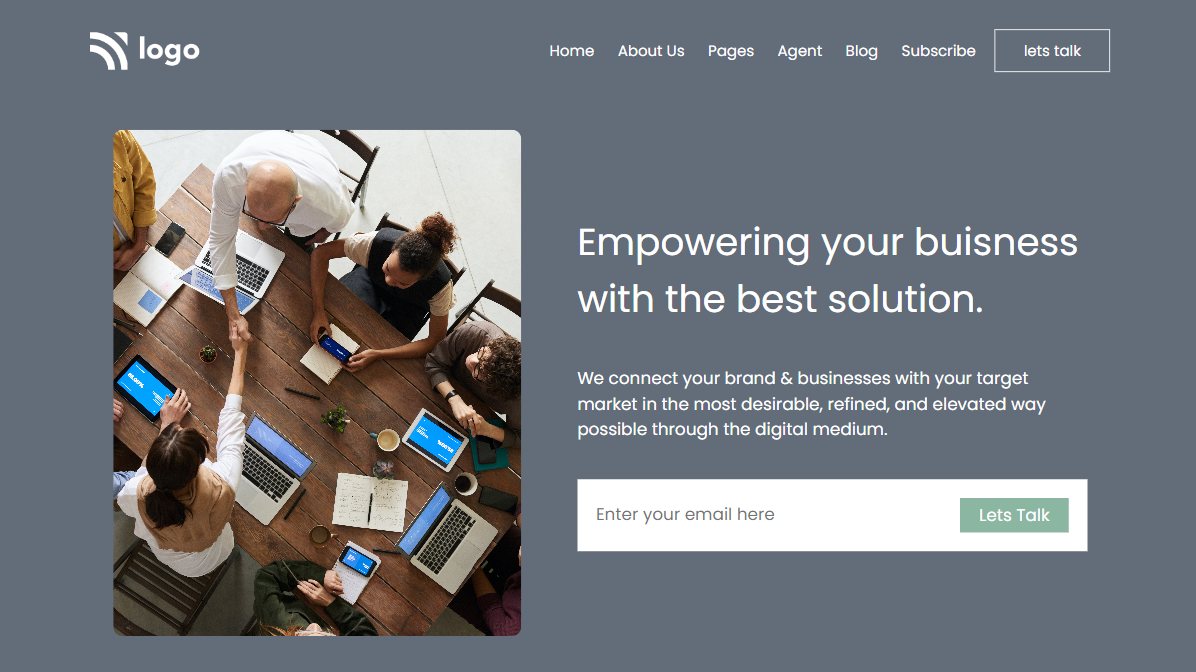 logo
Home About Us Pages Agent Blog Subscribe lets talk
Empowering your buisness
with the best solution.
We connect your brand & businesses with your target
market in the most desirable, refined, and elevated way
possible through the digital medium.
Enter your email here Lets Talk